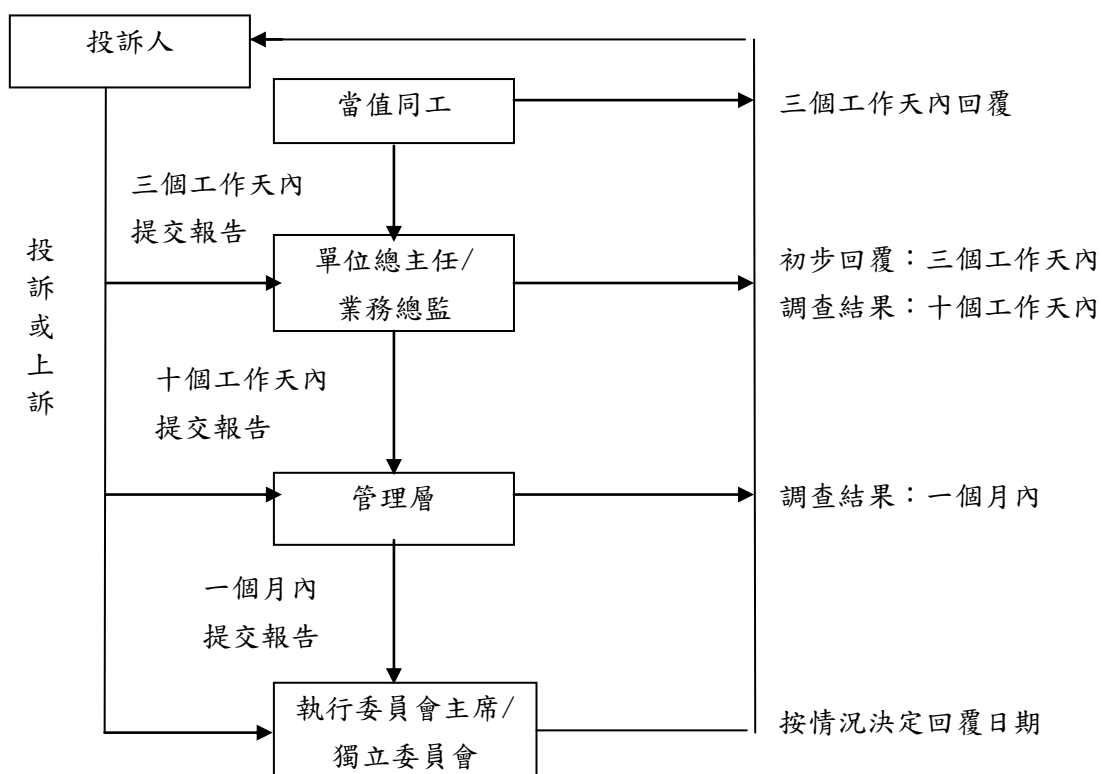 投訴人
當值同工
三個工作天內回覆
三個工作天內
提交報告
投訴或上訴
單位總主任/
業務總監
初步回覆：三個工作天內
調查結果：十個工作天內
十個工作天內
提交報告
管理層
調查結果：一個月內
一個月內
提交報告
執行委員會主席/
獨立委員會
按情況決定回覆日期